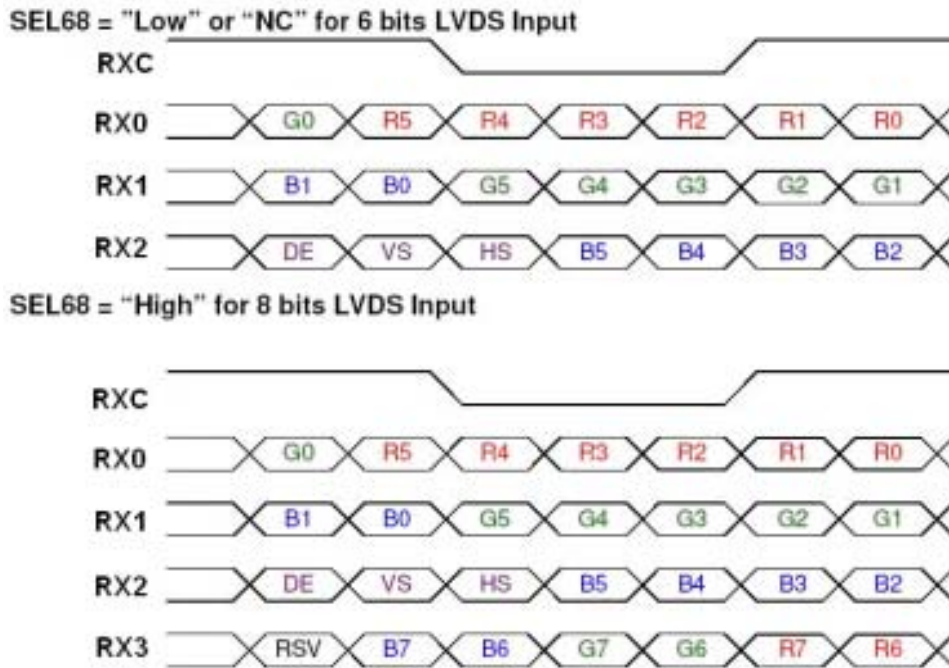 SEL68 = "Low" or “NC” for 6 bits LVDS Input
RXC
RX0 G0 R5 R4 R3 R2 R1 R0
RX1 B1 B0 G5 G4 G3 G2 G1
RX2 DE VS HS B5 B4 B3 B2
SEL68 = “High” for 8 bits LVDS Input
RXC
RX0 G0 R5 R4 R3 R2 R1 R0
RX1 B1 B0 G5 G4 G3 G2 G1
RX2 DE VS HS B5 B4 B3 B2
RX3 RSV B7 B6 G7 G6 R7 R6